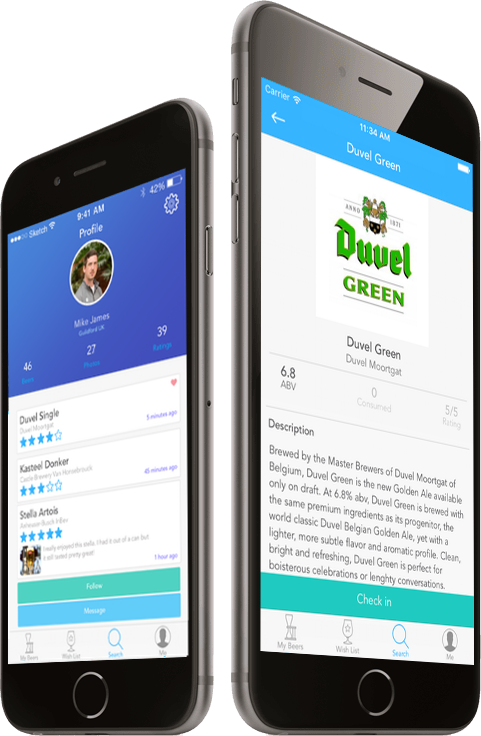 Sketch
9:41 AM
42%
Profile
Mike James
Guildford UK
46
Beers
27
Photos
39
Ratings
Duvel Single
Duvel Moortgat
5 minutes ago
Kasteel Donker
Castle Brewery Van Honsebrouck
45 minutes ago
Stella Artois
Anheuser-Busch InBev
I really enjoyed this stella. I had it out of a can but
it still tasted pretty great
1 hour ago
Follow
Message
My Beers
Wish List
Search
Me
Carrier
11:34 AM
Duvel Green
ANNO 1871
Duvel
GREEN
Duvel Green
Duvel Moortgat
6.8
ABV
0
Consumed
5/5
Rating
Description
Brewed by the Master Brewers of Duvel Moortgat of
Belgium, Duvel Green is the new Golden Ale available
only on draft. At 6.8% abv, Duvel Green is brewed with
the same premium ingredients as its progenitor, the
world classic Duvel Belgian Golden Ale, yet with a
lighter, more subtle flavor and aromatic profile. Clean,
bright and refreshing, Duvel Green is perfect for
boisterous celebrations or lenghty conversations.
Check in
My Beers
Wish List
Search
Me